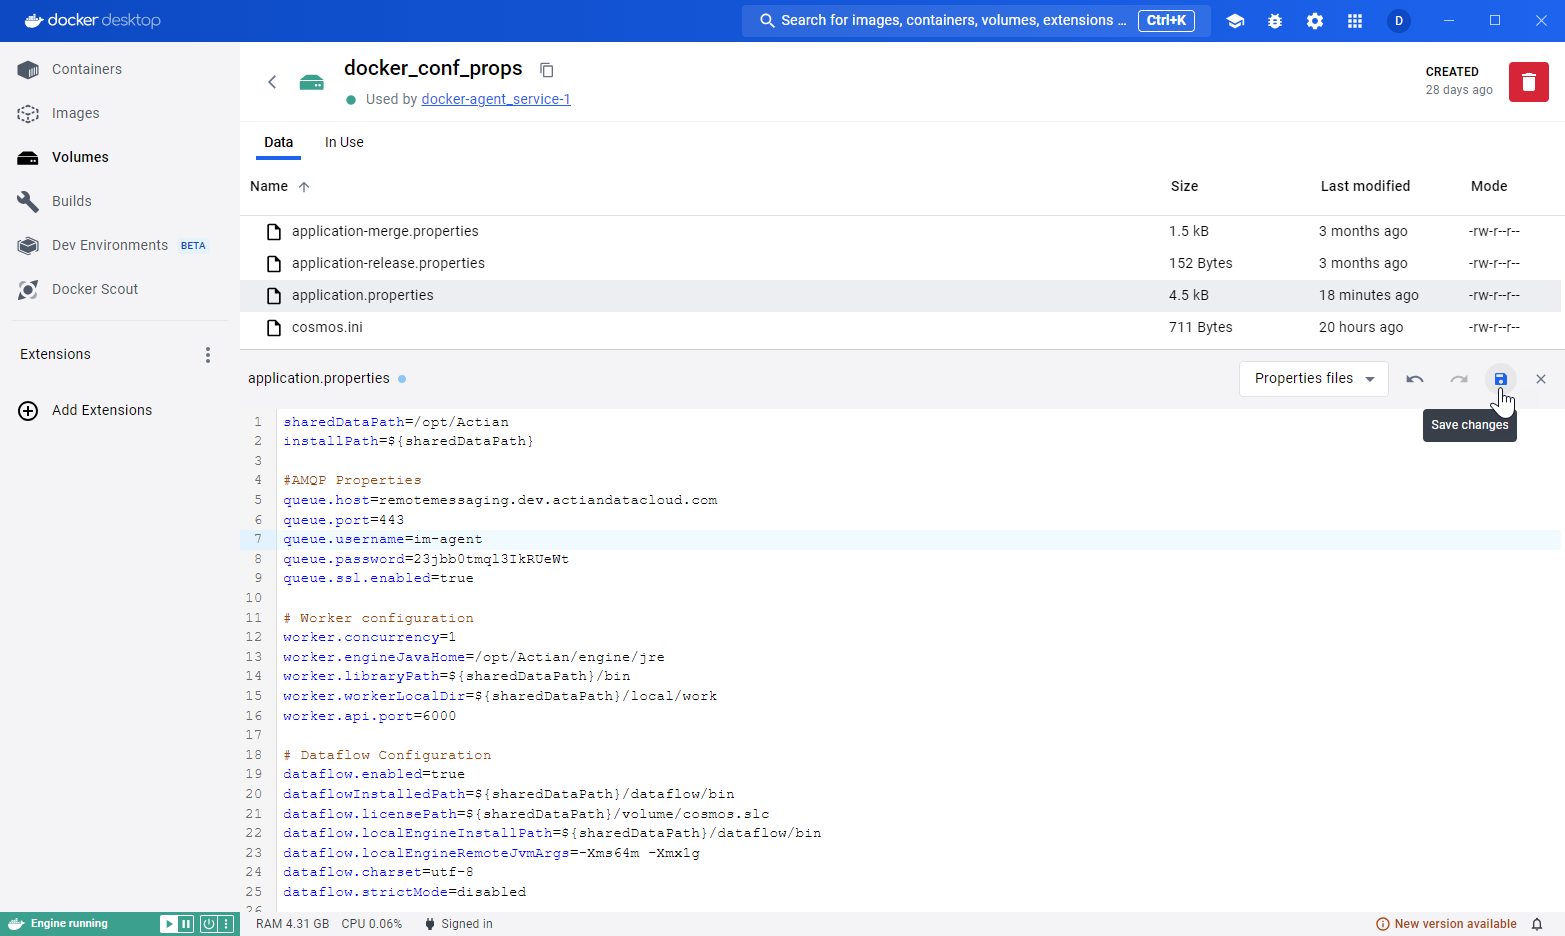 docker desktop
Search for images, containers, volumes, extensions ... Ctrl+K
D
Containers
Images
Volumes
Builds
Dev Environments BETA
Docker Scout
Extensions
Add Extensions
docker_conf_props
Used by docker-agent_service-1
CREATED
28 days ago
Data In Use
Name Size Last modified Mode
application-merge.properties 1.5 kB 3 months ago -rw-r--r--
application-release.properties 152 Bytes 3 months ago -rw-r--r--
application.properties 4.5 kB 18 minutes ago -rw-r--r--
cosmos.ini 711 Bytes 20 hours ago -rw-r--r--
application.properties Properties files
Save changes
1 sharedDataPath=/opt/Actian
2 installPath=${sharedDataPath}
3
4 #AMQP Properties
5 queue.host=remotemessaging.dev.actiandatacloud.com
6 queue.port=443
7 queue.username=im-agent
8 queue.password=23jbb0tmql3IkRUeWt
9 queue.ssl.enabled=true
10
11 # Worker configuration
12 worker.concurrency=1
13 worker.engineJavaHome=/opt/Actian/engine/jre
14 worker.libraryPath=${sharedDataPath}/bin
15 worker.workerLocalDir=${sharedDataPath}/local/work
16 worker.api.port=6000
17
18 # Dataflow Configuration
19 dataflow.enabled=true
20 dataflowInstalledPath=${sharedDataPath}/dataflow/bin
21 dataflow.licensePath=${sharedDataPath}/volume/cosmos.slc
22 dataflow.localEngineInstallPath=${sharedDataPath}/dataflow/bin
23 dataflow.localEngineRemoteJvmArgs=-Xms64m -Xmx1g
24 dataflow.charset=utf-8
25 dataflow.strictMode=disabled
26
Engine running RAM 4.31 GB CPU 0.06% Signed in New version available